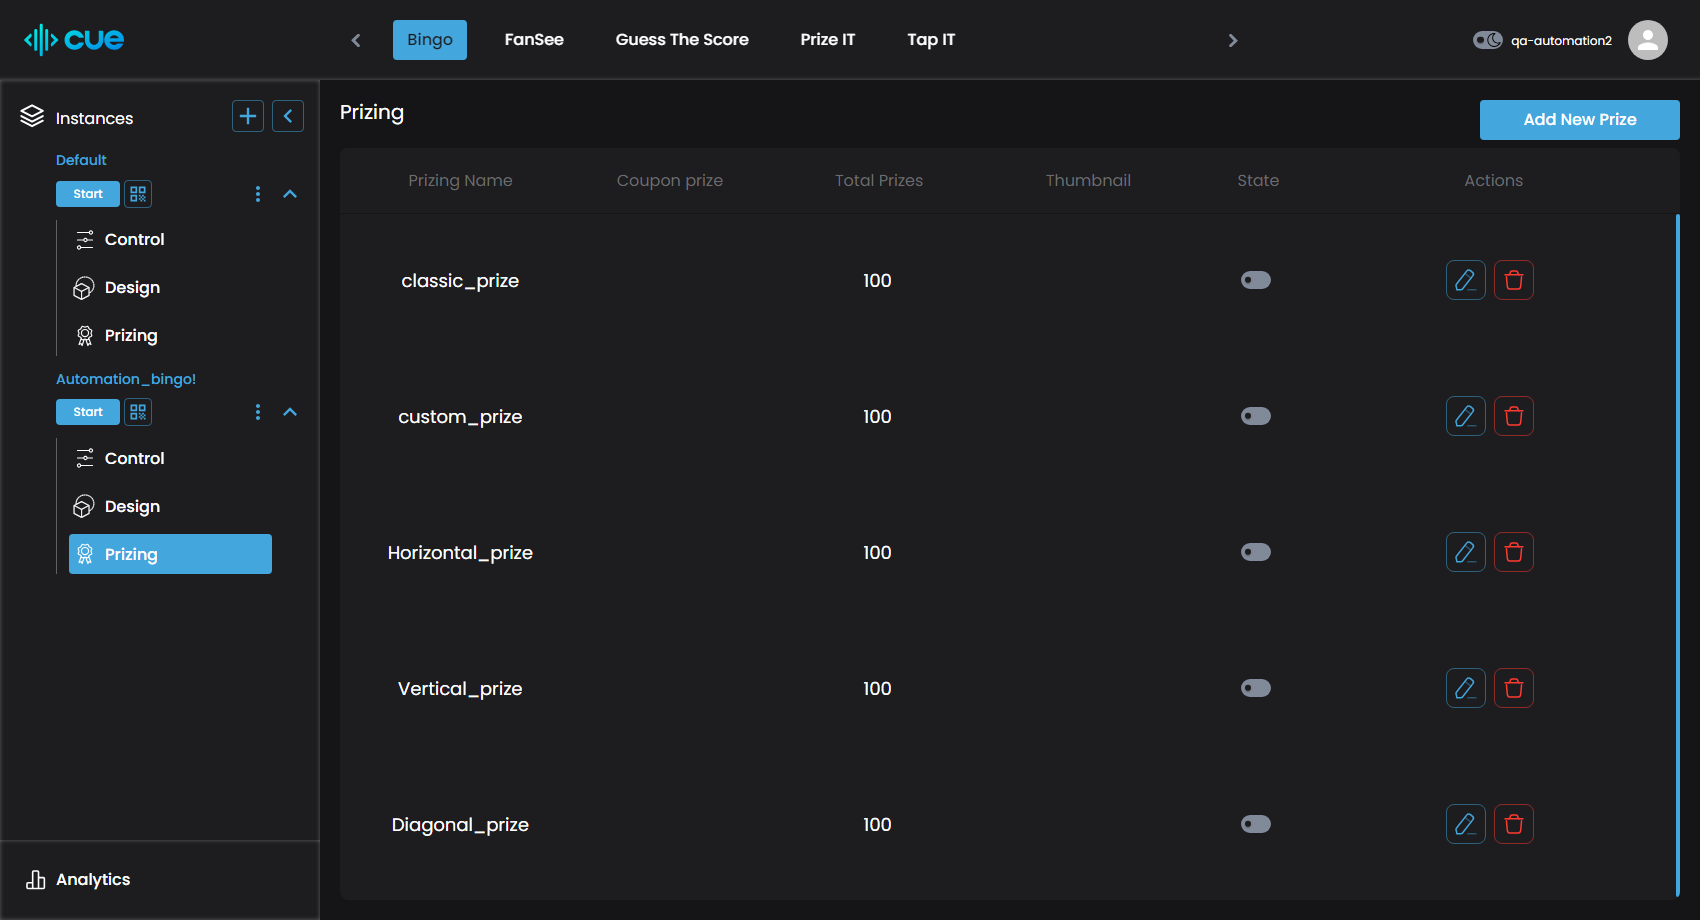 cue
Bingo FanSee Guess The Score Prize IT Tap IT
qa-automation2
Instances
Default
Start
Control
Design
Prizing
Automation_bingo!
Start
Control
Design
Prizing
Analytics
Prizing
Add New Prize
Prizing Name Coupon prize Total Prizes Thumbnail State Actions
classic_prize 100
custom_prize 100
Horizontal_prize 100
Vertical_prize 100
Diagonal_prize 100